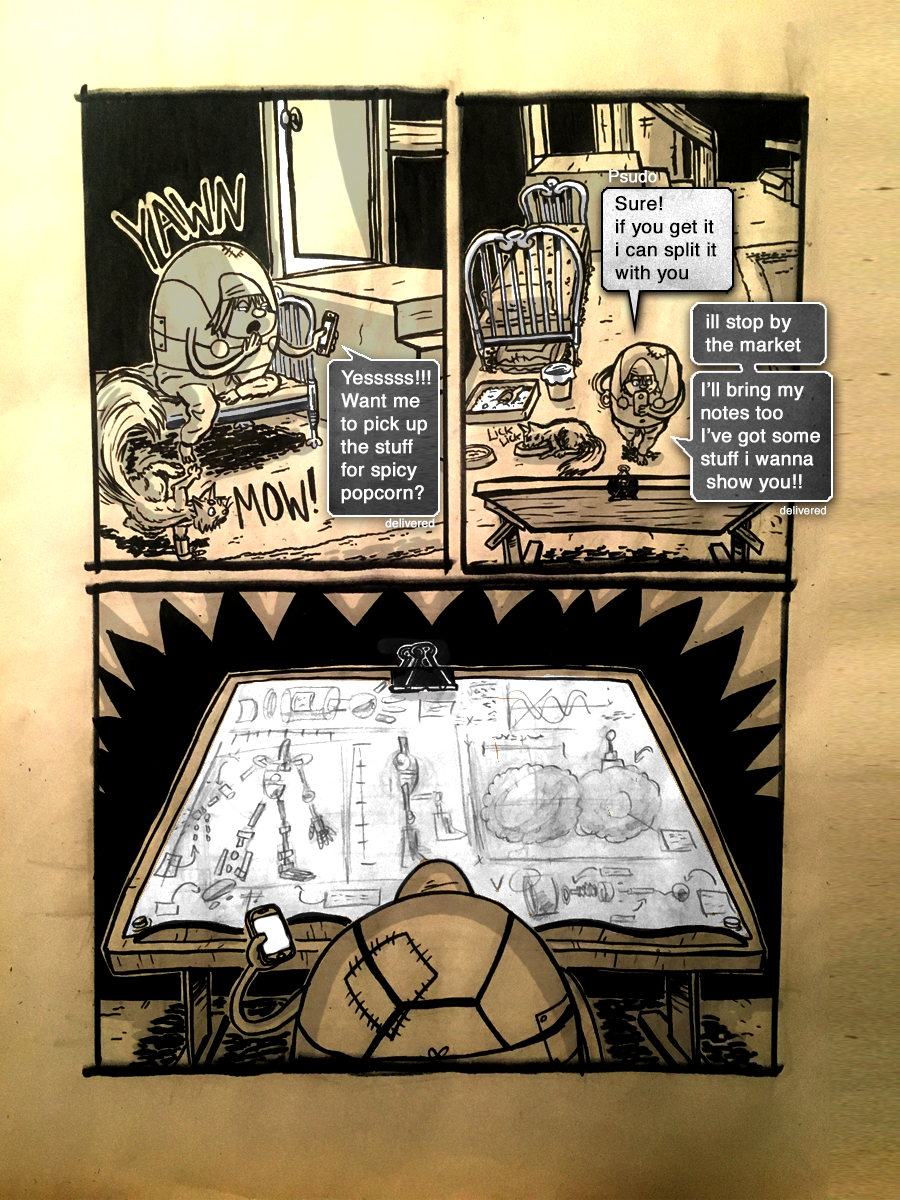 YAWN
Yesssss!!!
Want me
to pick up
the stuff
for spicy
popcorn?
delivered
MOW!
Psudo
Sure!
if you get it
i can split it
with you
ill stop by
the market
I'll bring my
notes too
I've got some
stuff i wanna
show you!!
delivered
LICK
LICK